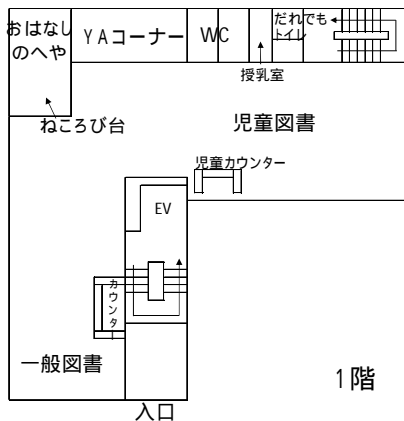 おはなし
のへや
YAコーナー
WC
だれでも
トイレ
授乳室
ねころび台
児童図書
児童カウンター
EV
カウンター
一般図書
1階
入口